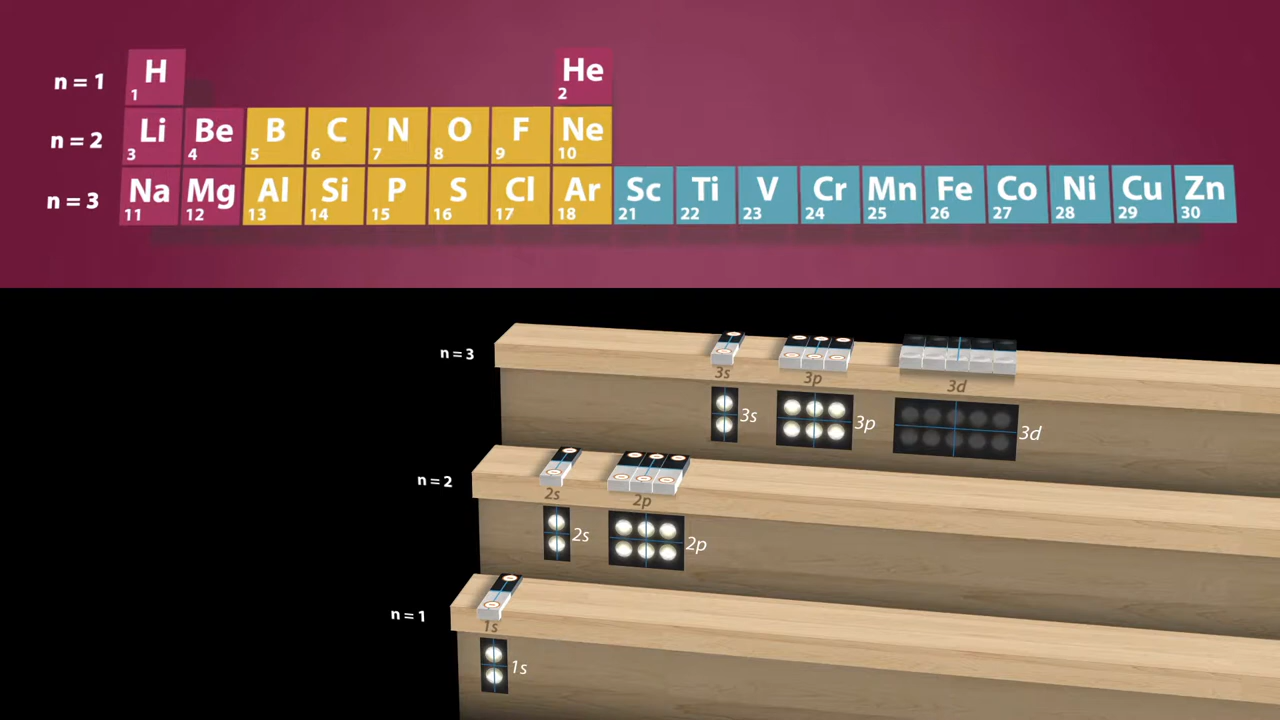 n = 1 H 1 He 2
n = 2 Li 3 Be 4 B 5 C 6 N 7 O 8 F 9 Ne 10
n = 3 Na 11 Mg 12 Al 13 Si 14 P 15 S 16 Cl 17 Ar 18 Sc 21 Ti 22 V 23 Cr 24 Mn 25 Fe 26 Co 27 Ni 28 Cu 29 Zn 30
n = 3
3s 3p 3d
3s 3p 3d
n = 2
2s 2p
2s 2p
n = 1
1s
1s